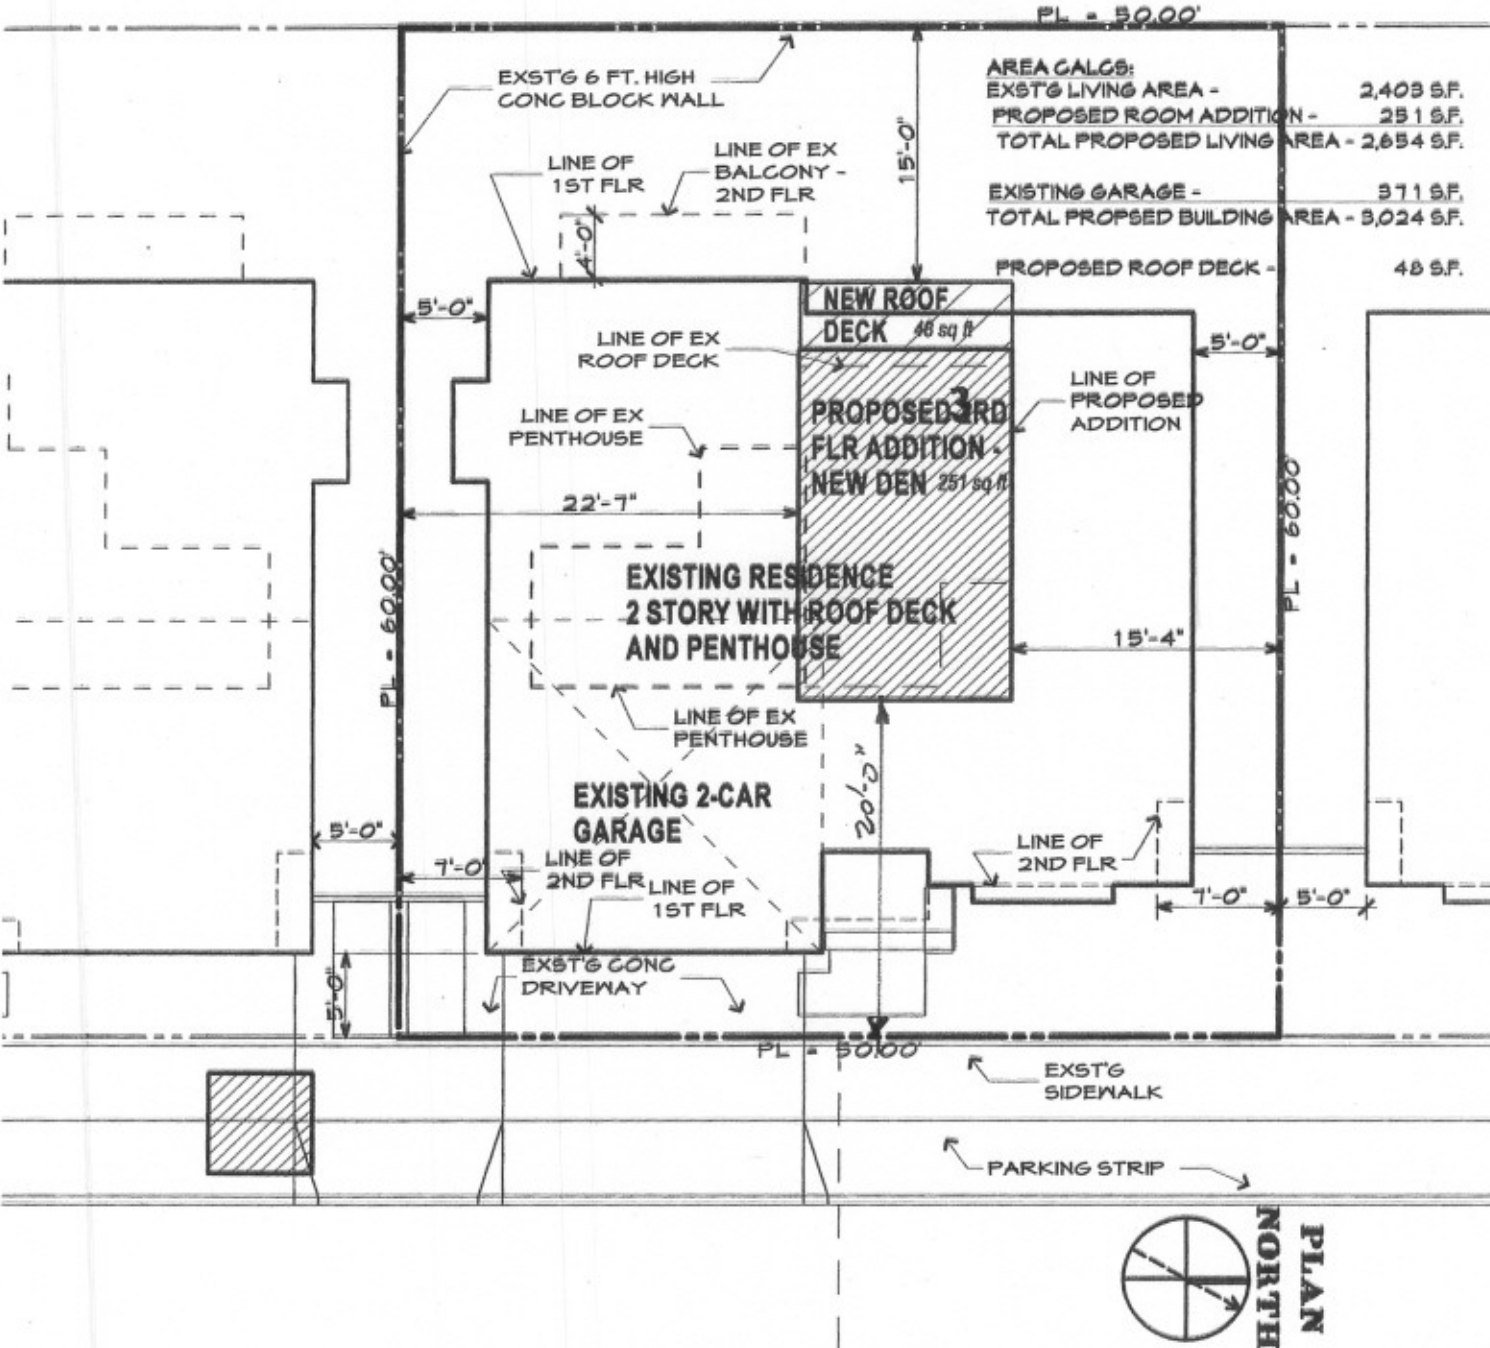 PL - 50.00'
EXST'G 6 FT. HIGH
CONC BLOCK WALL
AREA CALCS:
EXST'G LIVING AREA - 2,403 S.F.
PROPOSED ROOM ADDITION - 251 S.F.
TOTAL PROPOSED LIVING AREA - 2,654 S.F.
EXISTING GARAGE - 371 S.F.
TOTAL PROPSED BUILDING AREA - 3,024 S.F.
PROPOSED ROOF DECK - 48 S.F.
15'-0"
LINE OF
1ST FLR
LINE OF EX
BALCONY -
2ND FLR
4'-0"
5'-0"
NEW ROOF
DECK 48 sq ft
LINE OF EX
ROOF DECK
5'-0"
LINE OF
PROPOSED
ADDITION
LINE OF EX
PENTHOUSE
PROPOSED 3RD
FLR ADDITION -
NEW DEN 251 sq ft
22'-7"
PL - 60.00'
PL - 60.00'
EXISTING RESIDENCE
2 STORY WITH ROOF DECK
AND PENTHOUSE
15'-4"
LINE OF EX
PENTHOUSE
20'-0"
EXISTING 2-CAR
GARAGE
5'-0"
7'-0"
LINE OF
2ND FLR
LINE OF
1ST FLR
LINE OF
2ND FLR
7'-0"
5'-0"
5'-0"
EXST'G CONC
DRIVEWAY
PL - 50.00'
EXST'G
SIDEWALK
PARKING STRIP
PLAN
NORTH